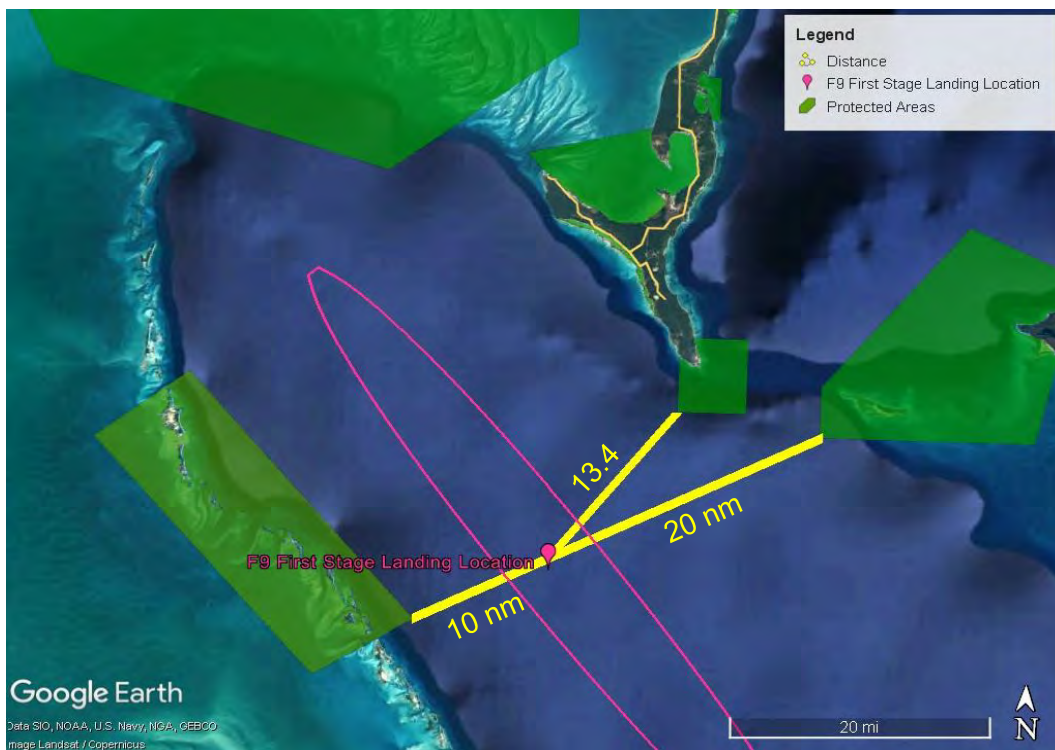 Legend
Distance
F9 First Stage Landing Location
Protected Areas
13.4
20 nm
F9 First Stage Landing Location
10 nm
Google Earth
Data SIO, NOAA, U.S. Navy, NGA, GEBCO
Image Landsat / Copernicus
20 mi
N